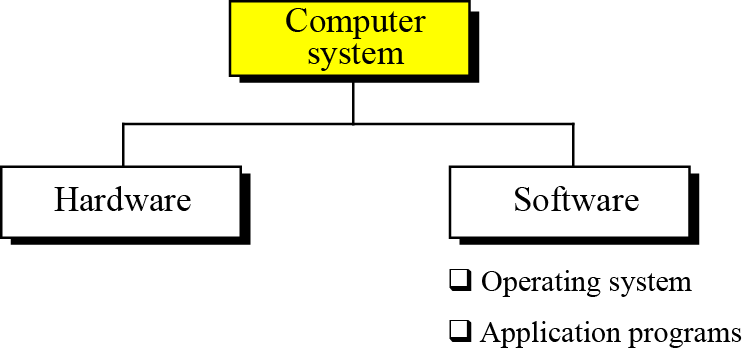 Computer
system
Hardware
Software
Operating system
Application programs